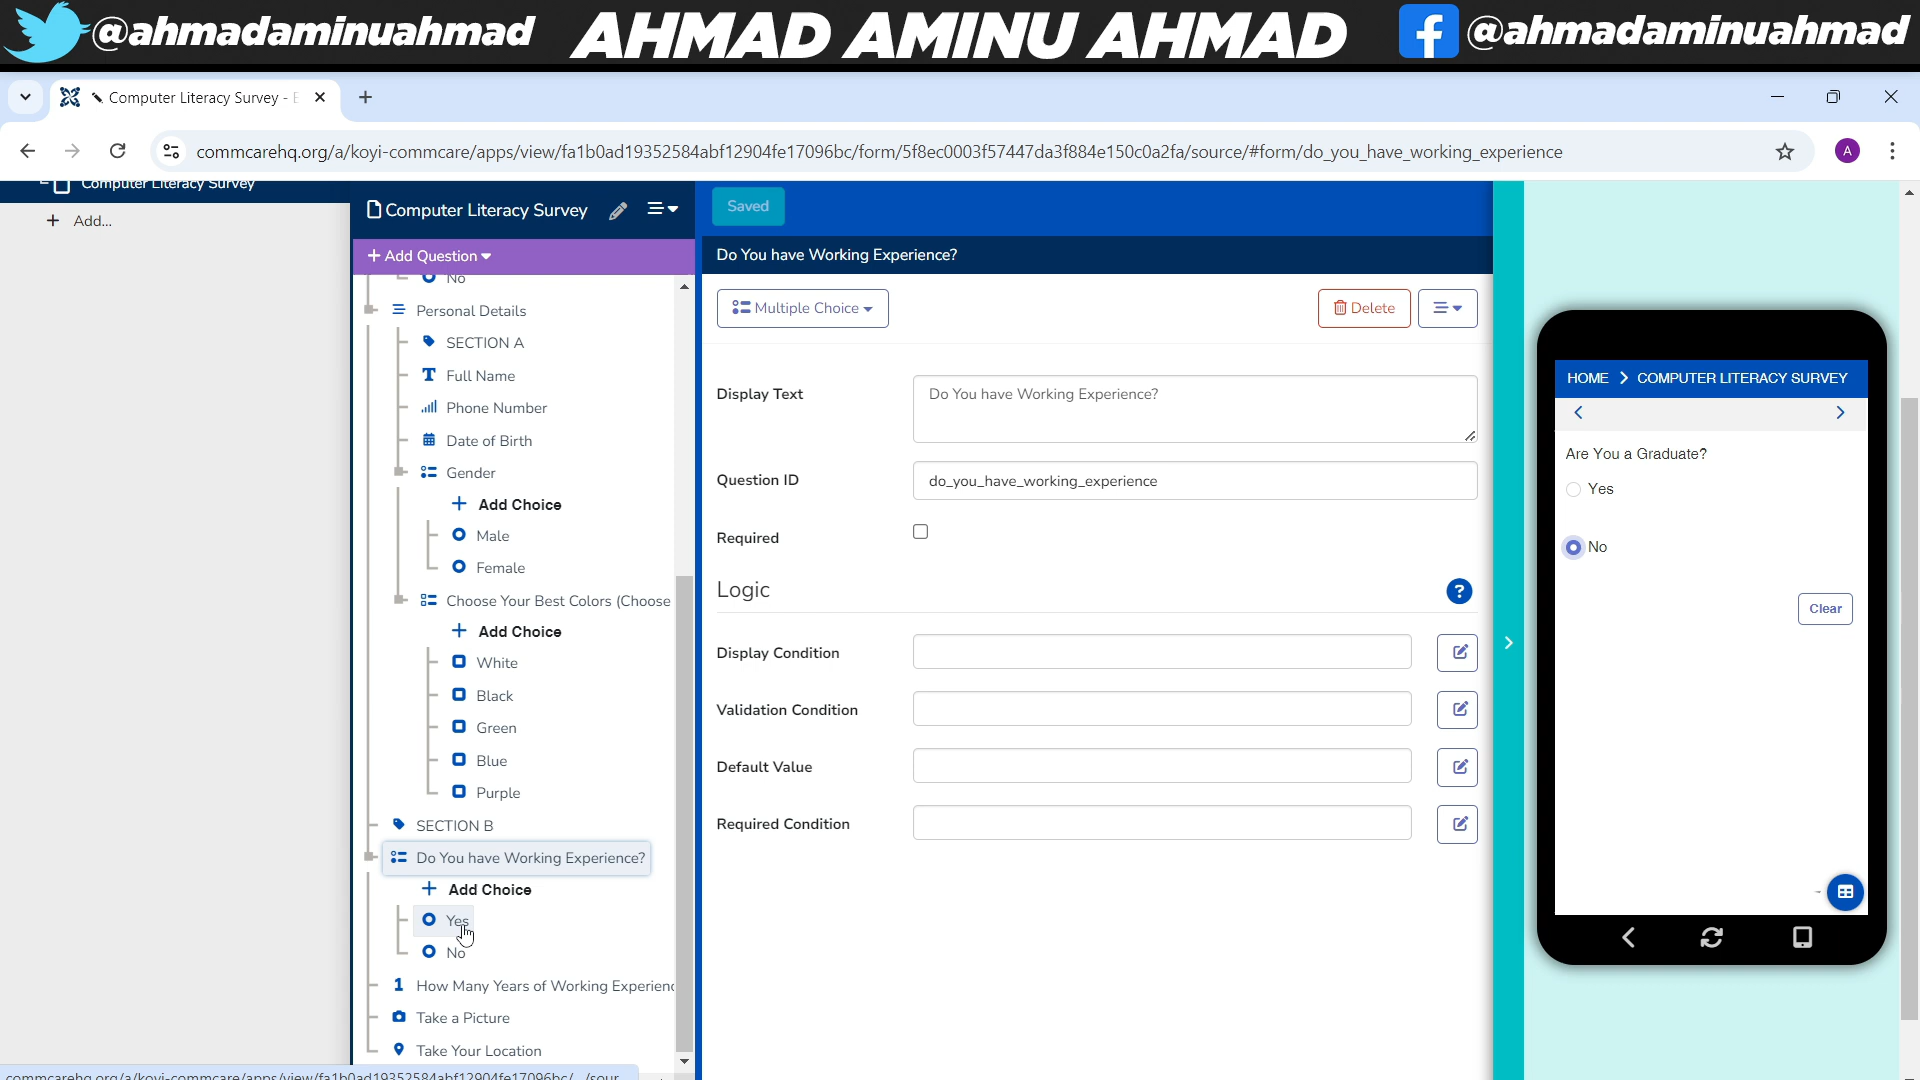 @ahmadaminuahmad AHMAD AMINU AHMAD @ahmadaminuahmad
Computer Literacy Survey - E
commcarehq.org/a/koyi-commcare/apps/view/fa1b0ad19352584abf12904fe17096bc/form/5f8ec0003f57447da3f884e150c0a2fa/source/#form/do_you_have_working_experience
A
Computer Literacy Survey
Add...
Computer Literacy Survey
Add Question
No
Personal Details
SECTION A
Full Name
Phone Number
Date of Birth
Gender
Add Choice
Male
Female
Choose Your Best Colors (Choose
Add Choice
White
Black
Green
Blue
Purple
SECTION B
Do You have Working Experience?
Add Choice
Yes
No
1 How Many Years of Working Experienc
Take a Picture
Take Your Location
Saved
Do You have Working Experience?
Multiple Choice
Delete
Display Text
Do You have Working Experience?
Question ID
do_you_have_working_experience
Required
Logic
?
Display Condition
Validation Condition
Default Value
Required Condition
HOME > COMPUTER LITERACY SURVEY
Are You a Graduate?
Yes
No
Clear